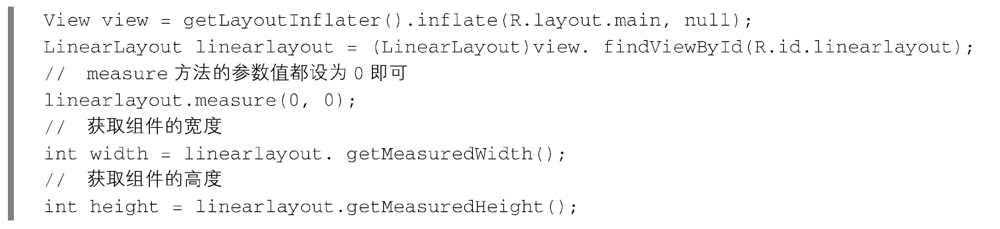 View view = getLayoutInflater().inflate(R.layout.main, null);
LinearLayout linearlayout = (LinearLayout)view. findViewById(R.id.linearlayout);
// measure 方法的参数值都设为 0 即可
linearlayout.measure(0, 0);
// 获取组件的宽度
int width = linearlayout. getMeasuredWidth();
// 获取组件的高度
int height = linearlayout.getMeasuredHeight();